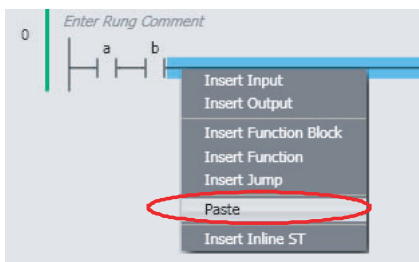 Enter Rung Comment
0
a b
Insert Input
Insert Output
Insert Function Block
Insert Function
Insert Jump
Paste
Insert Inline ST